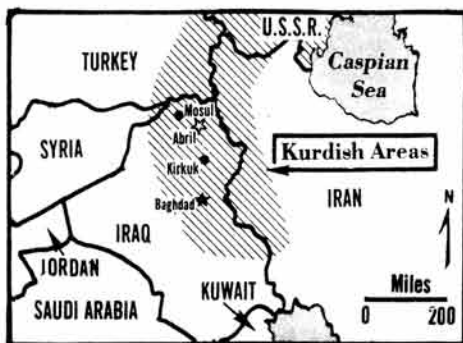 U.S.S.R.
TURKEY
Caspian
Sea
Mosul
Abril
SYRIA
Kurdish Areas
Kirkuk
IRAN
Baghdad
IRAQ
JORDAN
KUWAIT
Miles
SAUDI ARABIA
0 200